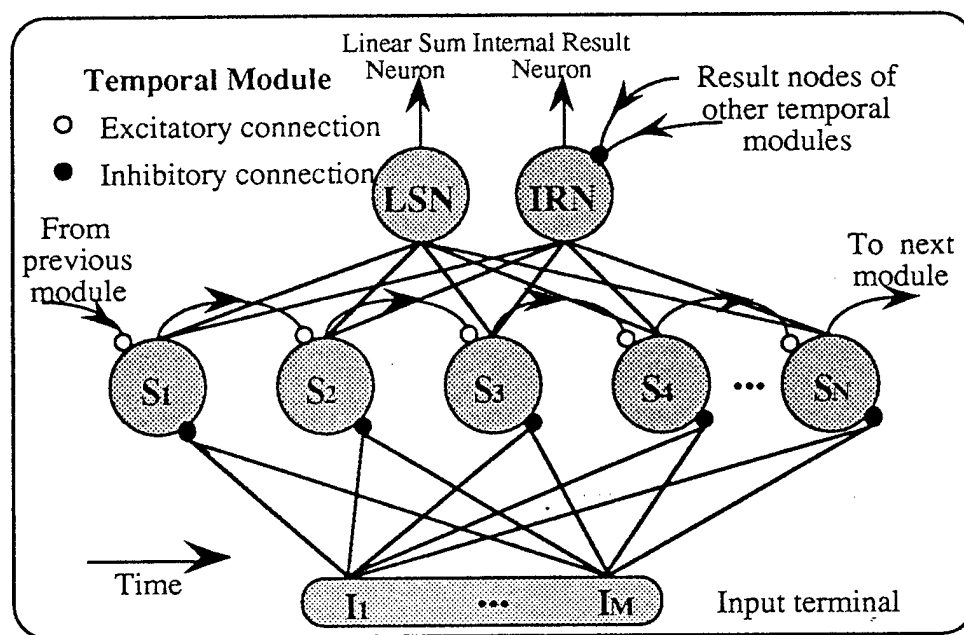 Linear Sum Internal Result
Neuron Neuron
Temporal Module
Excitatory connection
Inhibitory connection
Result nodes of
other temporal
modules
LSN IRN
From
previous
module
To next
module
S1 S2 S3 S4 ... SN
Time
I1 ... IM
Input terminal